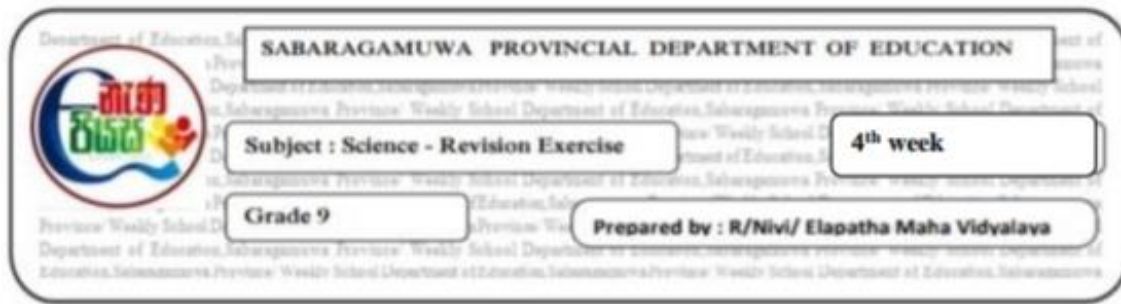 SABARAGAMUWA PROVINCIAL DEPARTMENT OF EDUCATION
නැණ
පියස
Subject : Science - Revision Exercise
4th week
Grade 9
Prepared by : R/Nivi/ Elapatha Maha Vidyalaya